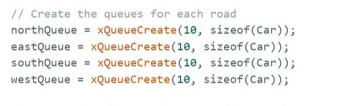 // Create the queues for each road
northQueue = xQueueCreate(10, sizeof(Car));
eastQueue = xQueueCreate(10, sizeof(Car));
southQueue = xQueueCreate(10, sizeof(Car));
westQueue = xQueueCreate(10, sizeof(Car));